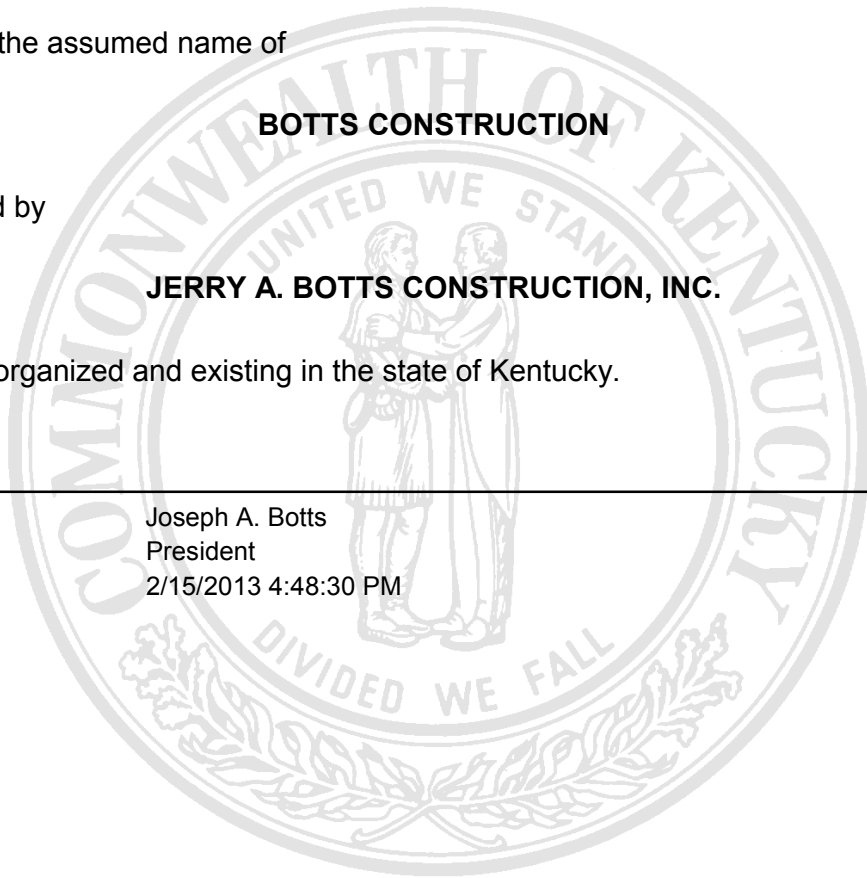 the assumed name of
BOTTS CONSTRUCTION
d by
JERRY A. BOTTS CONSTRUCTION, INC.
organized and existing in the state of Kentucky.
Joseph A. Botts
President
2/15/2013 4:48:30 PM
COMMONWEALTH OF KENTUCKY
UNITED WE STAND
DIVIDED WE FALL